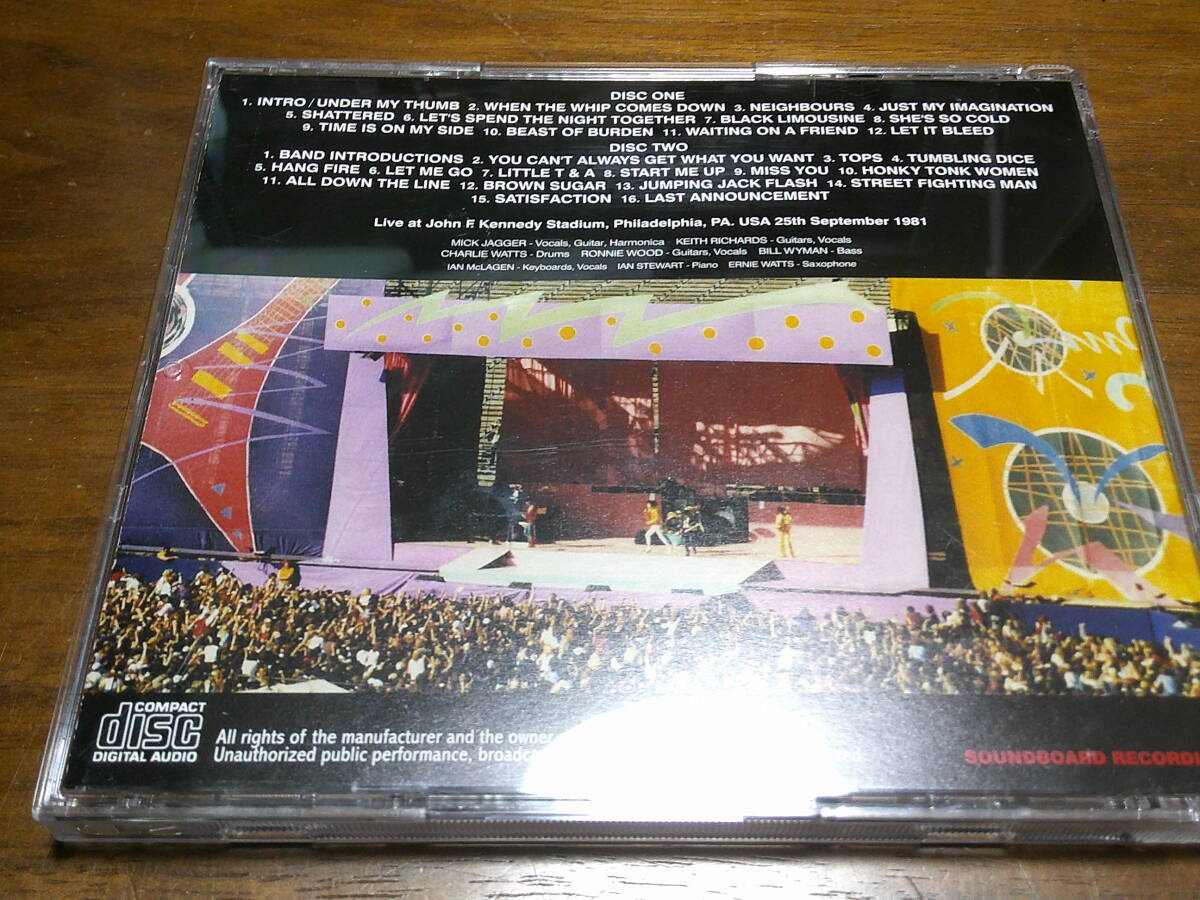 DISC ONE
1. INTRO / UNDER MY THUMB 2. WHEN THE WHIP COMES DOWN 3. NEIGHBOURS 4. JUST MY IMAGINATION
5. SHATTERED 6. LET'S SPEND THE NIGHT TOGETHER 7. BLACK LIMOUSINE 8. SHE'S SO COLD
9. TIME IS ON MY SIDE 10. BEAST OF BURDEN 11. WAITING ON A FRIEND 12. LET IT BLEED
DISC TWO
1. BAND INTRODUCTIONS 2. YOU CAN'T ALWAYS GET WHAT YOU WANT 3. TOPS 4. TUMBLING DICE
5. HANG FIRE 6. LET ME GO 7. LITTLE T & A 8. START ME UP 9. MISS YOU 10. HONKY TONK WOMEN
11. ALL DOWN THE LINE 12. BROWN SUGAR 13. JUMPING JACK FLASH 14. STREET FIGHTING MAN
15. SATISFACTION 16. LAST ANNOUNCEMENT
Live at John F. Kennedy Stadium, Philadelphia, PA. USA 25th September 1981
MICK JAGGER - Vocals, Guitar, Harmonica KEITH RICHARDS - Guitars, Vocals
CHARLIE WATTS - Drums RONNIE WOOD - Guitars, Vocals BILL WYMAN - Bass
IAN McLAGEN - Keyboards, Vocals IAN STEWART - Piano ERNIE WATTS - Saxophone
COMPACT
disc
DIGITAL AUDIO
All rights of the manufacturer and the owner
Unauthorized public performance,
SOUNDBOARD